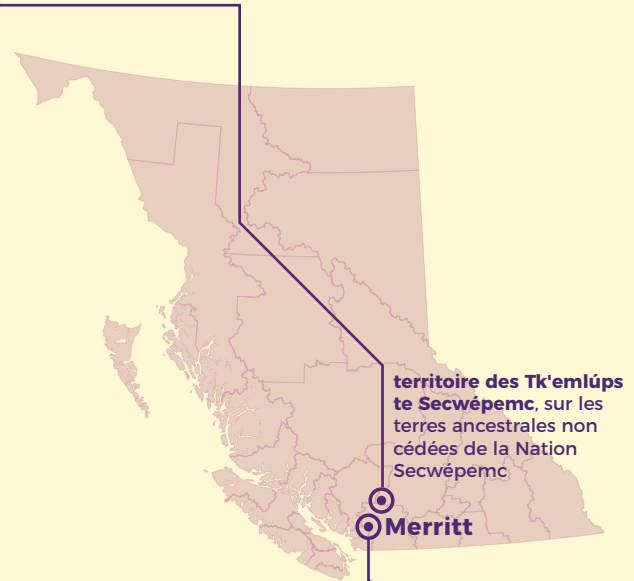 territoire des Tk'emlúps
te Secwépemc, sur les
terres ancestrales non
cédées de la Nation
Secwépemc
Merritt